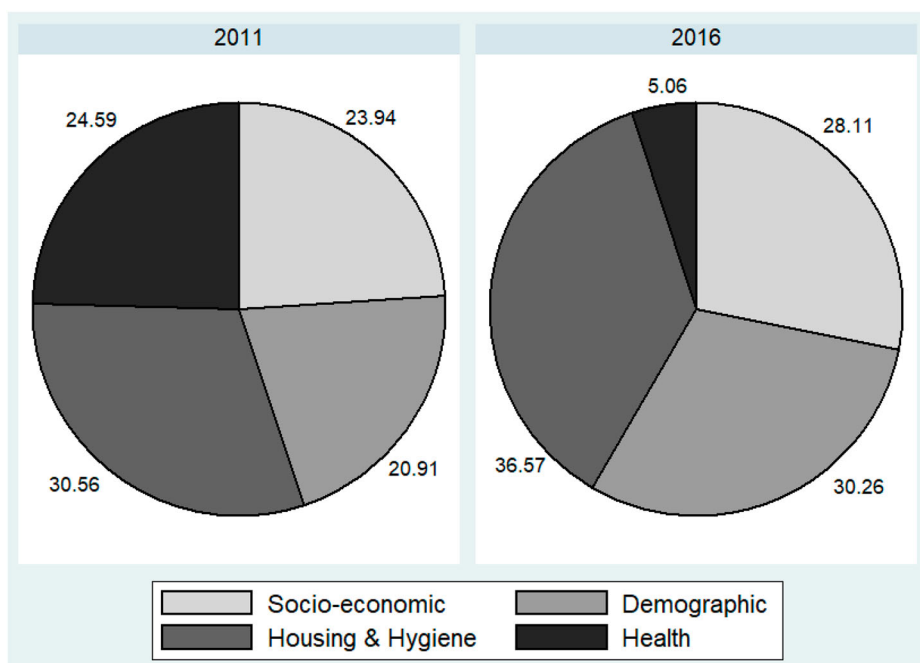 2011
2016
24.59
23.94
30.56
20.91
5.06
28.11
36.57
30.26
Socio-economic
Demographic
Housing & Hygiene
Health